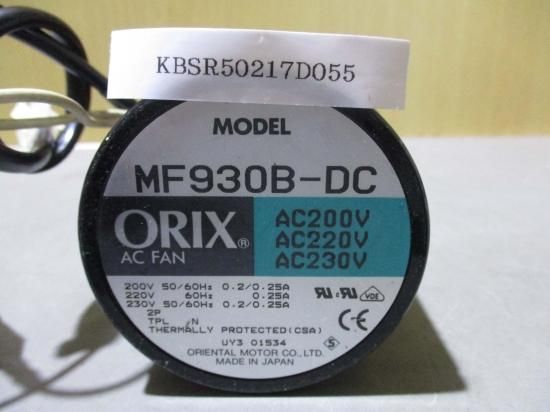 KBSR50217D055
MODEL
MF930B-DC
ORIX®
AC FAN
AC200V
AC220V
AC230V
200V 50/60Hz 0.2/0.25A
220V 60Hz 0.25A
230V 50/60Hz 0.2/0.25A
2P
TPL N
THERMALLY PROTECTED(CSA)
UY3 01534
ORIENTAL MOTOR CO.,LTD.
MADE IN JAPAN
VDE
CE
S